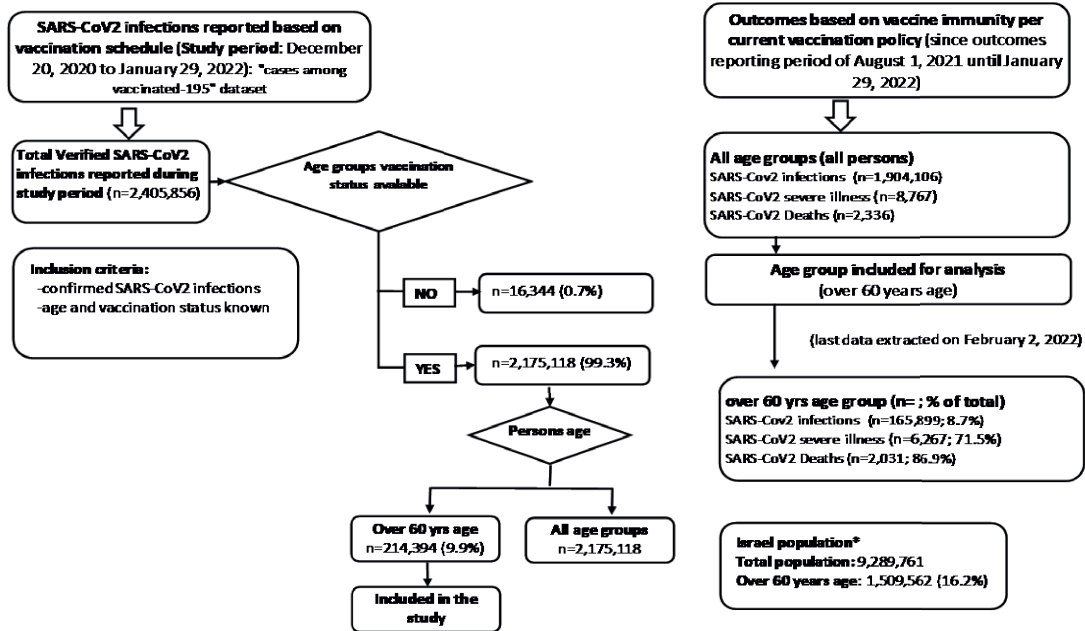 SARS-CoV2 infections reported based on
vaccination schedule (Study period: December
20, 2020 to January 29, 2022): "cases among
vaccinated-195" dataset
Total Verified SARS-CoV2
infections reported during
study period (n=2,405,856)
Age groups vaccination
status available
Inclusion criteria:
-confirmed SARS-CoV2 infections
-age and vaccination status known
NO
n=16,344 (0.7%)
YES
n=2,175,118 (99.3%)
Persons age
Over 60 yrs age
n=214,394 (9.9%)
All age groups
n=2,175,118
Included in the
study
Outcomes based on vaccine immunity per
current vaccination policy (since outcomes
reporting period of August 1, 2021 until January
29, 2022)
All age groups (all persons)
SARS-Cov2 infections (n=1,904,106)
SARS-CoV2 severe illness (n=8,767)
SARS-CoV2 Deaths (n=2,336)
Age group included for analysis
(over 60 years age)
(last data extracted on February 2, 2022)
over 60 yrs age group (n= ; % of total)
SARS-Cov2 infections (n=165,899; 8.7%)
SARS-CoV2 severe illness (n=6,267; 71.5%)
SARS-CoV2 Deaths (n=2,031; 86.9%)
Israel population*
Total population: 9,289,761
Over 60 years age: 1,509,562 (16.2%)